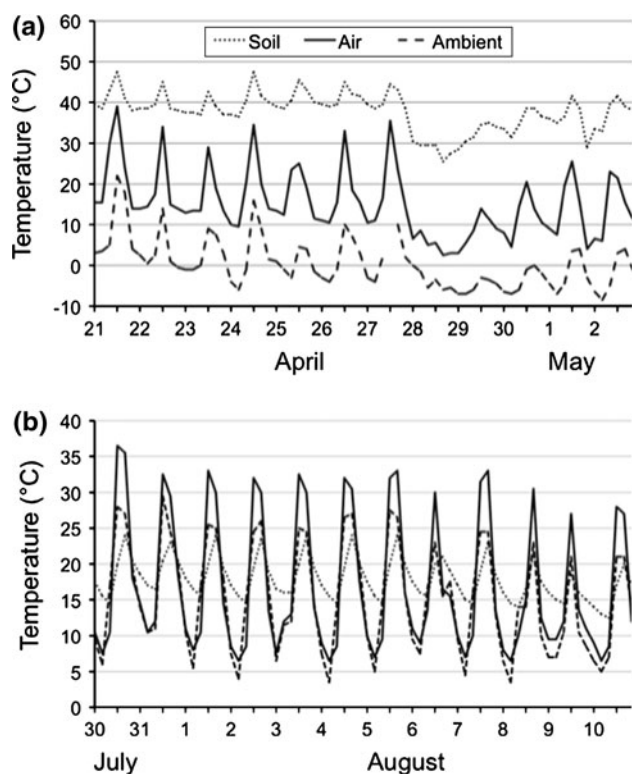 (a)
60
50
40
30
20
10
0
-10
Temperature (°C)
Soil Air Ambient
21 22 23 24 25 26 27 28 29 30 1 2
April May
(b)
40
35
30
25
20
15
10
5
0
Temperature (°C)
30 31 1 2 3 4 5 6 7 8 9 10
July August